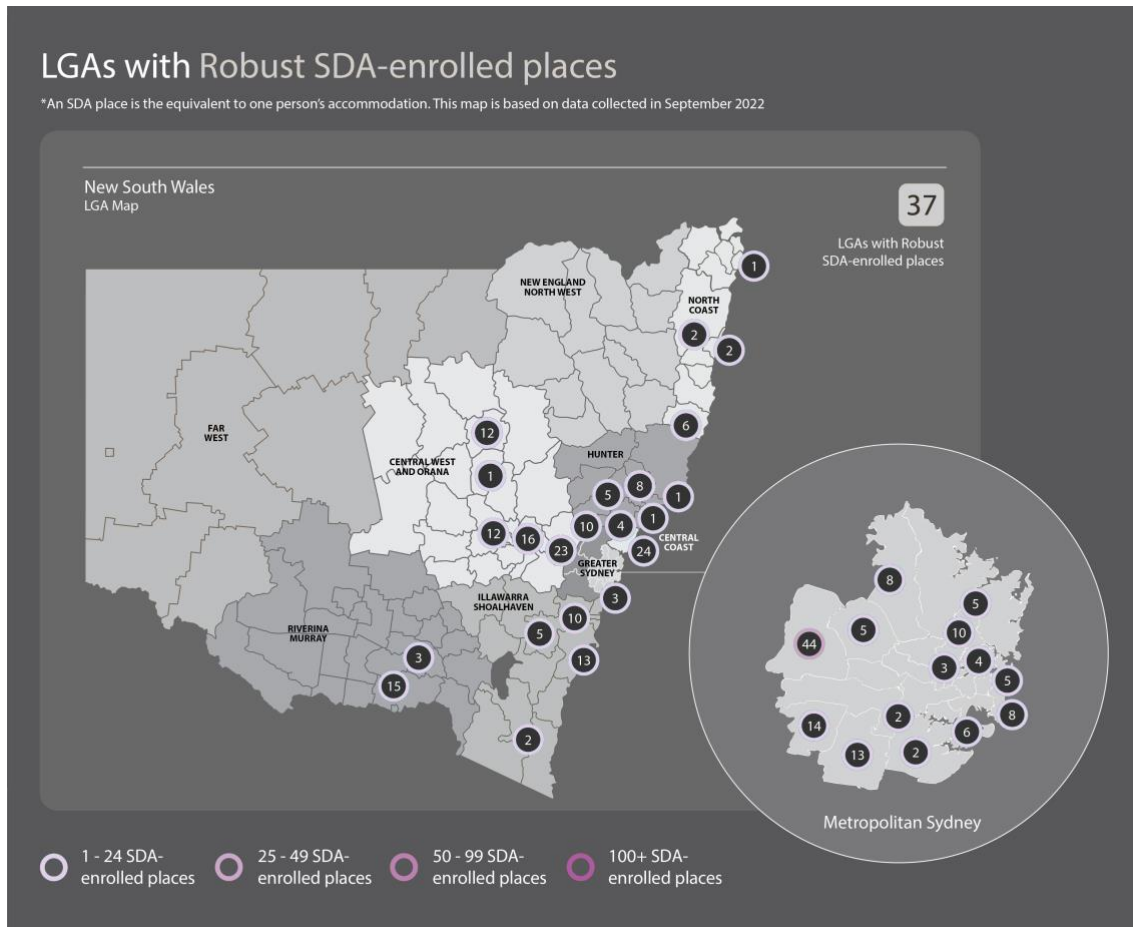 LGAs with Robust SDA-enrolled places
*An SDA place is the equivalent to one person's accommodation. This map is based on data collected in September 2022
New South Wales
LGA Map
37
LGAs with Robust
SDA-enrolled places
NEW ENGLAND
NORTH WEST
1
NORTH
COAST
2
2
6
FAR
WEST
12
CENTRAL WEST
AND ORANA
1
HUNTER
8
5
1
10
4
1
12
16
23
24
CENTRAL
COAST
GREATER
SYDNEY
3
ILLAWARRA
SHOALHAVEN
10
5
13
RIVERINA
MURRAY
3
15
2
8
5
5
10
44
3
4
5
14
2
6
8
13
2
Metropolitan Sydney
1 - 24 SDA-
enrolled places
25 - 49 SDA-
enrolled places
50 - 99 SDA-
enrolled places
100+ SDA-
enrolled places